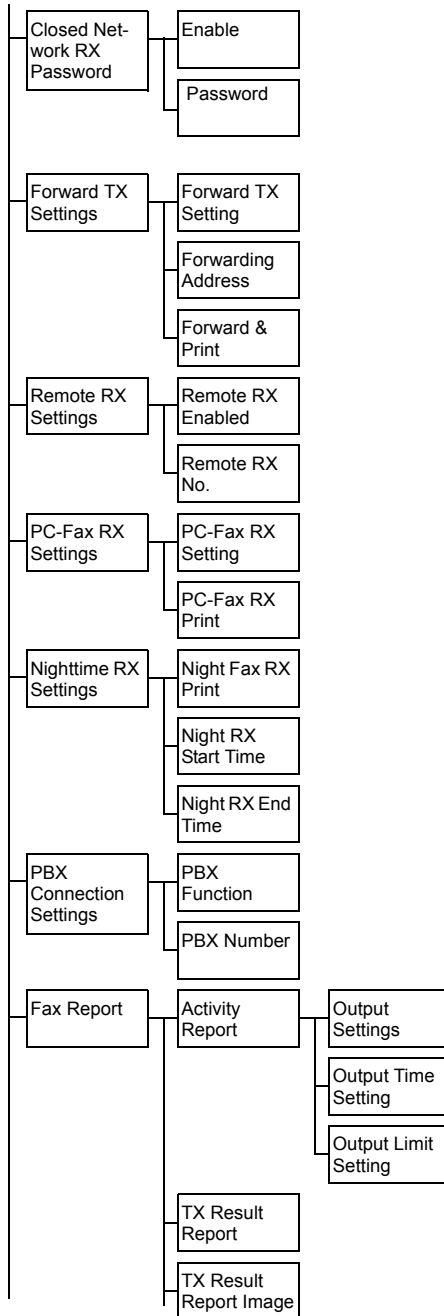 Closed Net-
work RX
Password
Enable
Password
Forward TX
Settings
Forward TX
Setting
Forwarding
Address
Forward &
Print
Remote RX
Settings
Remote RX
Enabled
Remote RX
No.
PC-Fax RX
Settings
PC-Fax RX
Setting
PC-Fax RX
Print
Nighttime RX
Settings
Night Fax RX
Print
Night RX
Start Time
Night RX End
Time
PBX
Connection
Settings
PBX
Function
PBX Number
Fax Report
Activity
Report
Output
Settings
Output Time
Setting
Output Limit
Setting
TX Result
Report
TX Result
Report Image